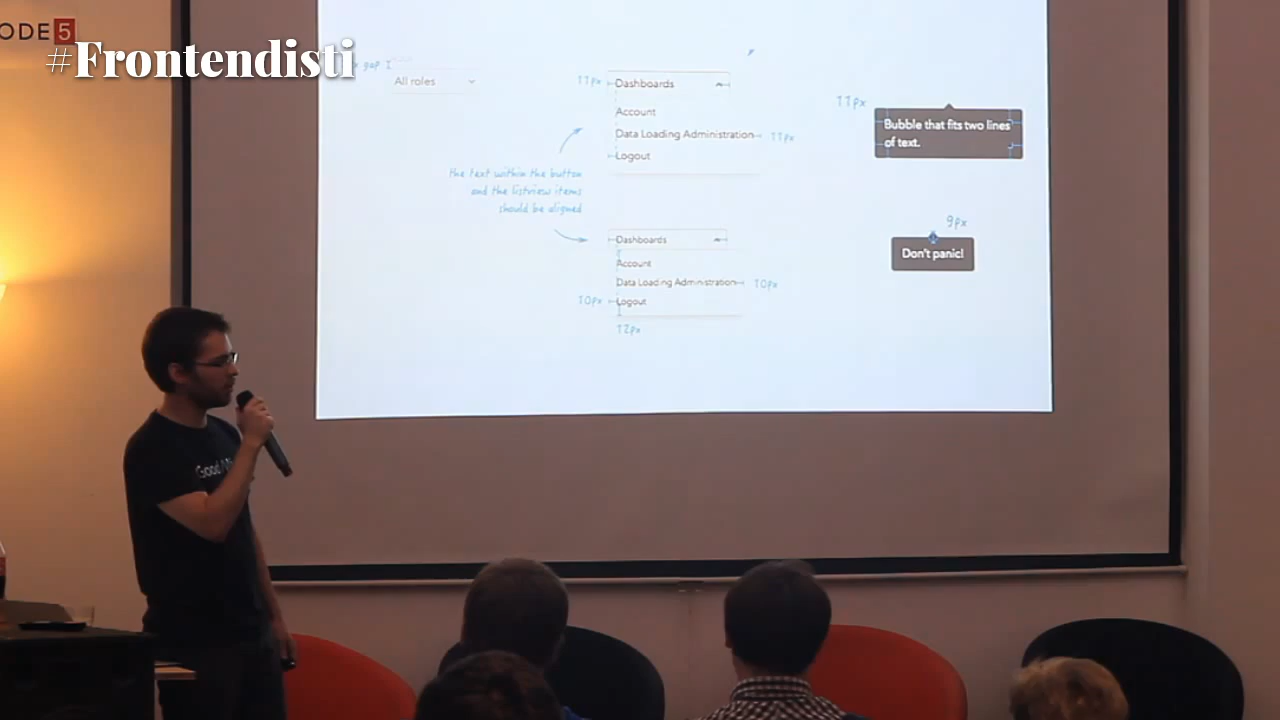 ODE5
#Frontendisti
gap
All roles
11px
Dashboards
Account
Data Loading Administration
11px
Logout
the text within the button
and the listview items
should be aligned
Dashboards
Account
Data Loading Administration
10px
10px
Logout
12px
11px
Bubble that fits two lines
of text.
9px
Don't panic!
Good